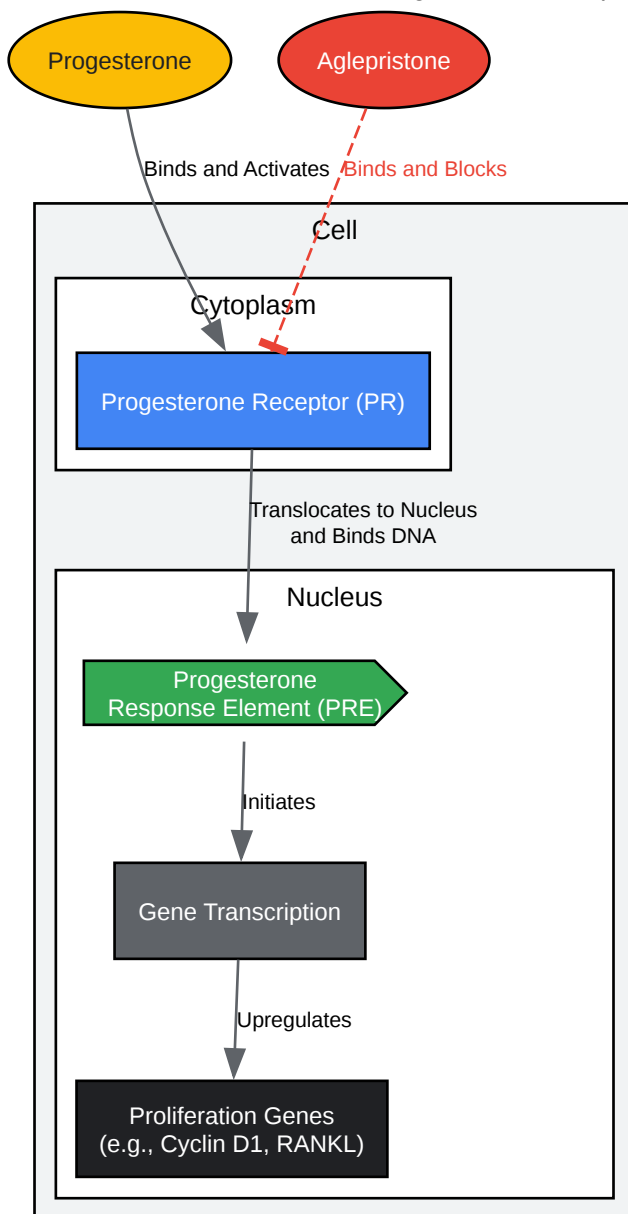 Progesterone
Aglepristone
Binds and Activates
Binds and Blocks
Cell
Cytoplasm
Progesterone Receptor (PR)
Translocates to Nucleus
and Binds DNA
Nucleus
Progesterone
Response Element (PRE)
Initiates
Gene Transcription
Upregulates
Proliferation Genes
(e.g., Cyclin D1, RANKL)